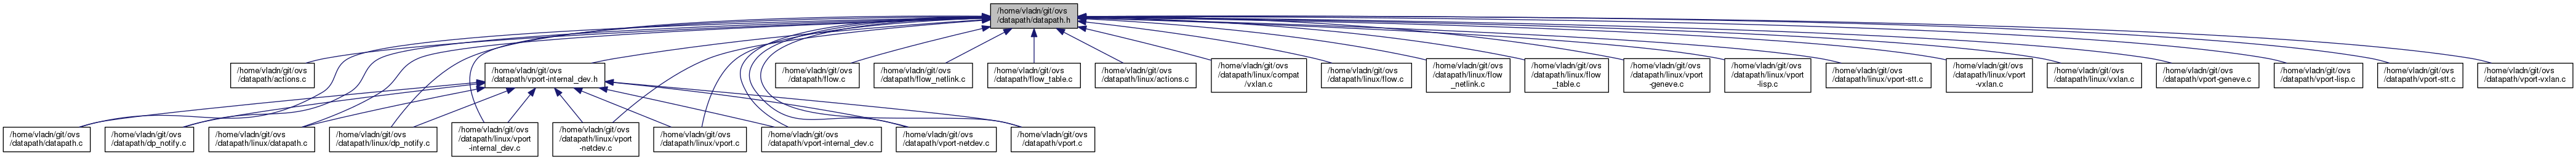 /home/vladn/git/ovs
/datapath/datapath.h
/home/vladn/git/ovs
/datapath/actions.c
/home/vladn/git/ovs
/datapath/vport-internal_dev.h
/home/vladn/git/ovs
/datapath/flow.c
/home/vladn/git/ovs
/datapath/flow_netlink.c
/home/vladn/git/ovs
/datapath/flow_table.c
/home/vladn/git/ovs
/datapath/linux/actions.c
/home/vladn/git/ovs
/datapath/linux/compat
/vxlan.c
/home/vladn/git/ovs
/datapath/linux/flow.c
/home/vladn/git/ovs
/datapath/linux/flow
_netlink.c
/home/vladn/git/ovs
/datapath/linux/flow
_table.c
/home/vladn/git/ovs
/datapath/linux/vport
-geneve.c
/home/vladn/git/ovs
/datapath/linux/vport
-lisp.c
/home/vladn/git/ovs
/datapath/linux/vport-stt.c
/home/vladn/git/ovs
/datapath/linux/vport
-vxlan.c
/home/vladn/git/ovs
/datapath/linux/vxlan.c
/home/vladn/git/ovs
/datapath/vport-geneve.c
/home/vladn/git/ovs
/datapath/vport-lisp.c
/home/vladn/git/ovs
/datapath/vport-stt.c
/home/vladn/git/ovs
/datapath/vport-vxlan.c
/home/vladn/git/ovs
/datapath/datapath.c
/home/vladn/git/ovs
/datapath/dp_notify.c
/home/vladn/git/ovs
/datapath/linux/datapath.c
/home/vladn/git/ovs
/datapath/linux/dp_notify.c
/home/vladn/git/ovs
/datapath/linux/vport
-internal_dev.c
/home/vladn/git/ovs
/datapath/linux/vport
-netdev.c
/home/vladn/git/ovs
/datapath/linux/vport.c
/home/vladn/git/ovs
/datapath/vport-internal_dev.c
/home/vladn/git/ovs
/datapath/vport-netdev.c
/home/vladn/git/ovs
/datapath/vport.c